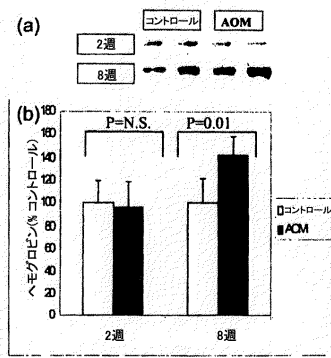 (a)
コントロール AOM
2週
8週
(b)
180
160
140
120
100
80
60
40
20
0
P=N.S. P=0.01
ヘモグロビン(% コントロール)
コントロール
AOM
2週 8週